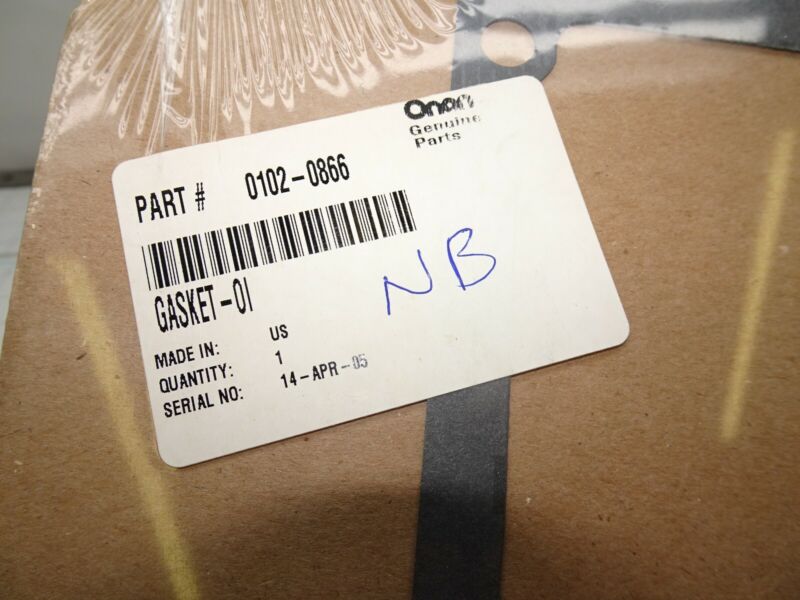 Onan
Genuine
Parts
PART # 0102-0866
GASKET-OI
NB
MADE IN: US
QUANTITY: 1
SERIAL NO: 14-APR-05